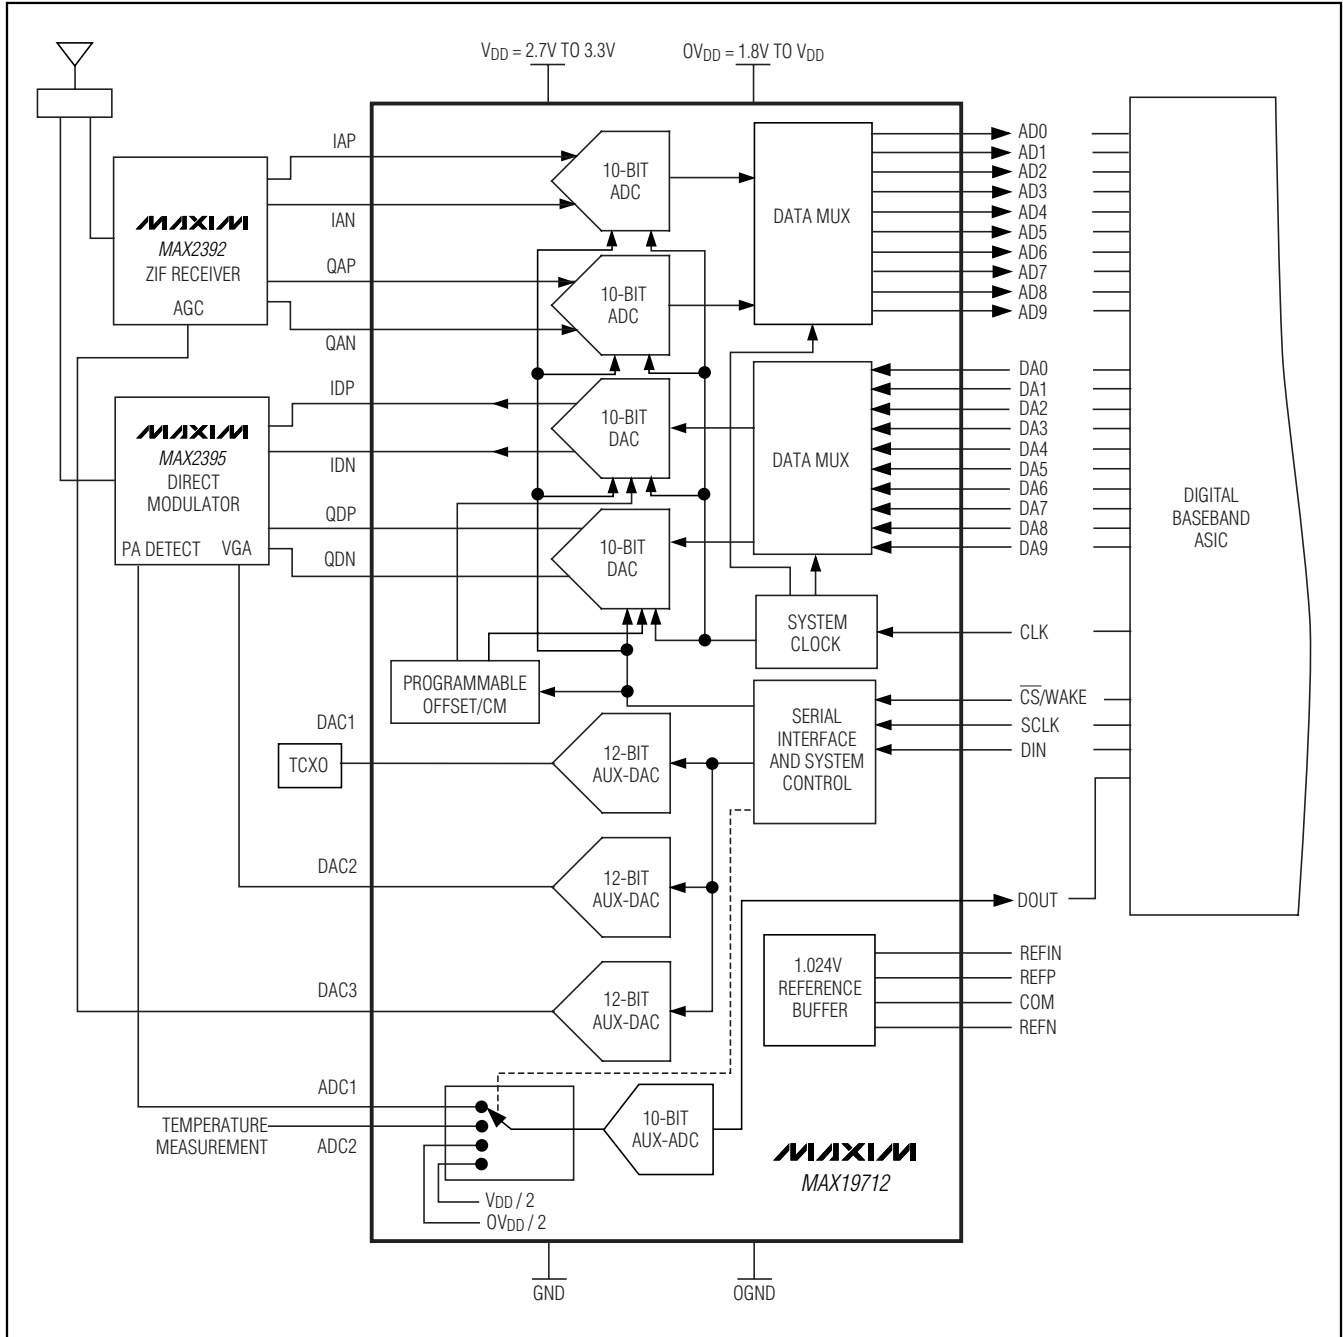 VDD = 2.7V TO 3.3V
OVDD = 1.8V TO VDD
IAP
IAN
QAP
QAN
MAXIM
MAX2392
ZIF RECEIVER
AGC
10-BIT
ADC
10-BIT
ADC
DATA MUX
AD0
AD1
AD2
AD3
AD4
AD5
AD6
AD7
AD8
AD9
IDP
IDN
QDP
QDN
MAXIM
MAX2395
DIRECT
MODULATOR
PA DETECT
VGA
10-BIT
DAC
10-BIT
DAC
DATA MUX
DA0
DA1
DA2
DA3
DA4
DA5
DA6
DA7
DA8
DA9
DIGITAL
BASEBAND
ASIC
SYSTEM
CLOCK
CLK
PROGRAMMABLE
OFFSET/CM
SERIAL
INTERFACE
AND SYSTEM
CONTROL
CS/WAKE
SCLK
DIN
DAC1
TCXO
12-BIT
AUX-DAC
DAC2
12-BIT
AUX-DAC
DOUT
DAC3
12-BIT
AUX-DAC
1.024V
REFERENCE
BUFFER
REFIN
REFP
COM
REFN
ADC1
TEMPERATURE
MEASUREMENT
ADC2
10-BIT
AUX-ADC
VDD / 2
OVDD / 2
MAXIM
MAX19712
GND
OGND